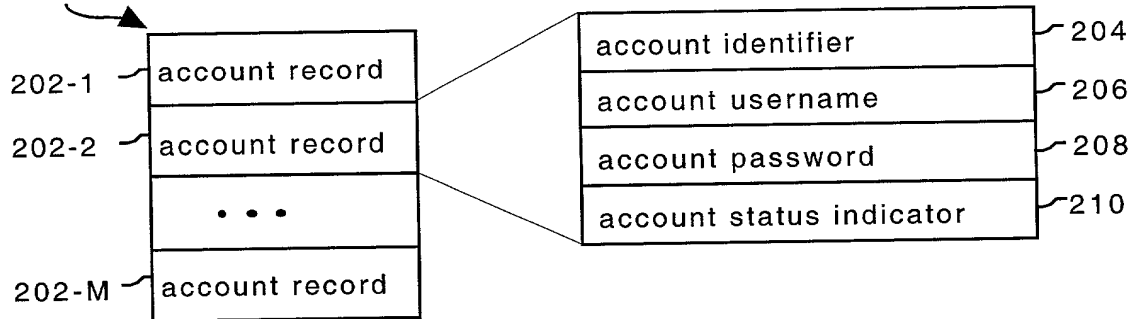 202-1 account record
202-2 account record
• • •
202-M account record
account identifier 204
account username 206
account password 208
account status indicator 210